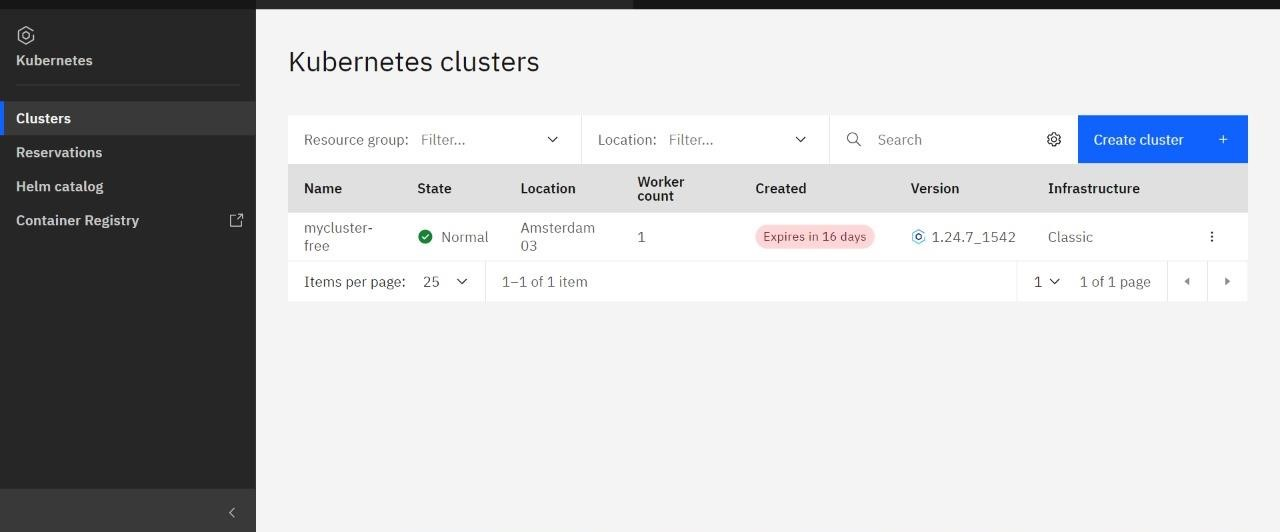 Kubernetes
Clusters
Reservations
Helm catalog
Container Registry
Kubernetes clusters
Resource group: Filter...
Location: Filter...
Search
Create cluster +
Name State Location Worker count Created Version Infrastructure
mycluster-free Normal Amsterdam 03 1 Expires in 16 days 1.24.7_1542 Classic
Items per page: 25 1–1 of 1 item 1 1 of 1 page